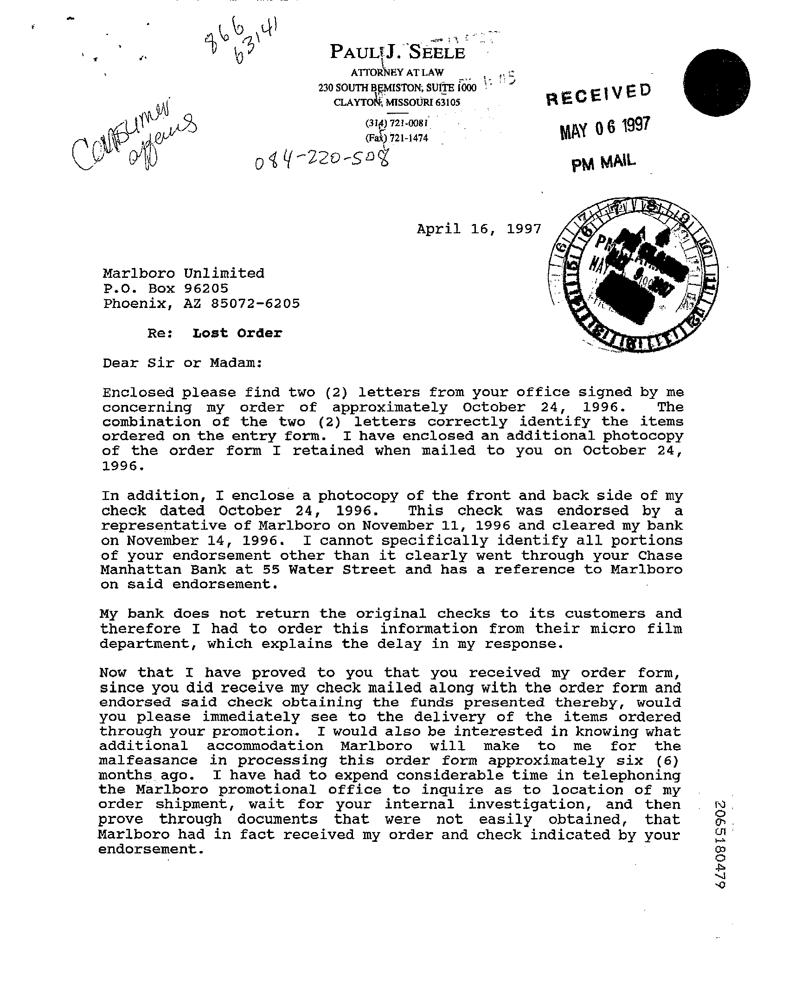 866
63141
Consumer
affairs
PAUL J. SEELE
ATTORNEY AT LAW
230 SOUTH BEMISTON, SUITE 1000
CLAYTON, MISSOURI 63105
(314) 721-0081
(Fax) 721-1474
084-220-508
RECEIVED
MAY 06 1997
PM MAIL
April 16, 1997
Marlboro Unlimited
P.O. Box 96205
Phoenix, AZ 85072-6205
Re: Lost Order
Dear Sir or Madam:
Enclosed please find two (2) letters from your office signed by me
concerning my order of approximately October 24, 1996. The
combination of the two (2) letters correctly identify the items
ordered on the entry form. I have enclosed an additional photocopy
of the order form I retained when mailed to you on October 24,
1996.
In addition, I enclose a photocopy of the front and back side of my
check dated October 24, 1996. This check was endorsed by a
representative of Marlboro on November 11, 1996 and cleared my bank
on November 14, 1996. I cannot specifically identify all portions
of your endorsement other than it clearly went through your Chase
Manhattan Bank at 55 Water Street and has a reference to Marlboro
on said endorsement.
My bank does not return the original checks to its customers and
therefore I had to order this information from their micro film
department, which explains the delay in my response.
Now that I have proved to you that you received my order form,
since you did receive my check mailed along with the order form and
endorsed said check obtaining the funds presented thereby, would
you please immediately see to the delivery of the items ordered
through your promotion. I would also be interested in knowing what
additional accommodation Marlboro will make to me for the
malfeasance in processing this order form approximately six (6)
months ago. I have had to expend considerable time in telephoning
the Marlboro promotional office to inquire as to location of my
order shipment, wait for your internal investigation, and then
prove through documents that were not easily obtained, that
Marlboro had in fact received my order and check indicated by your
endorsement.
2065180479